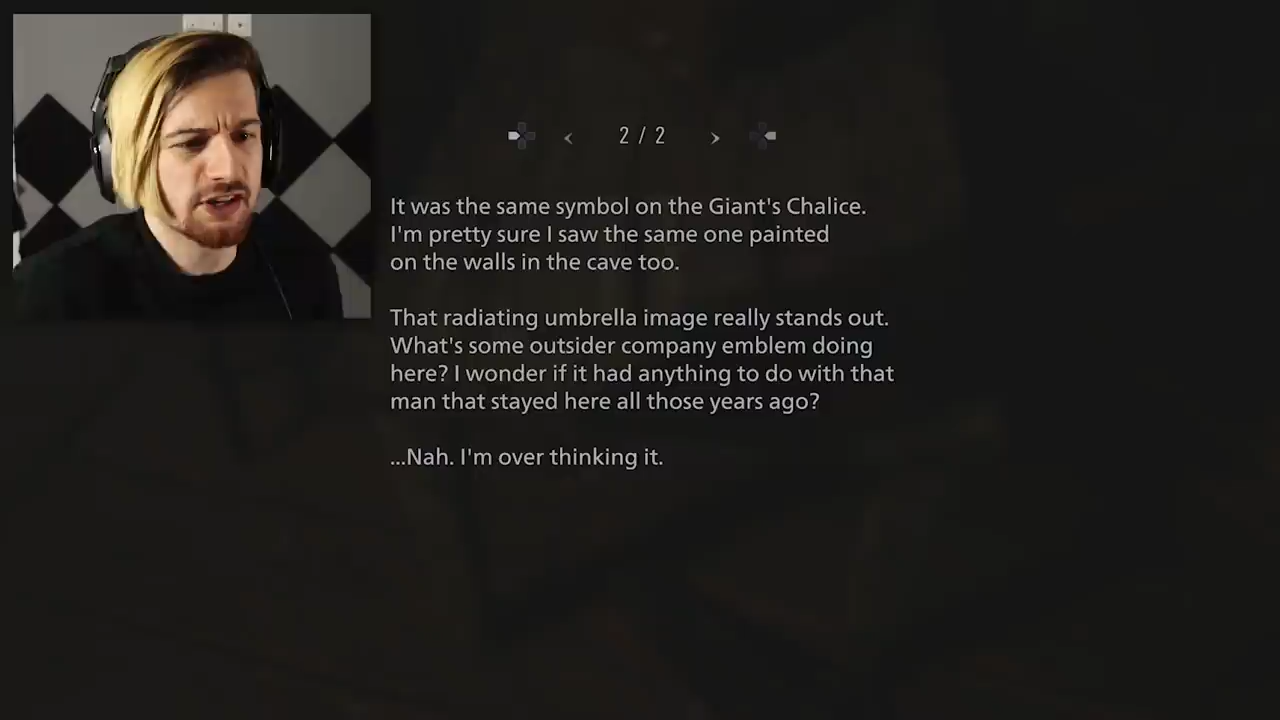 2 / 2
It was the same symbol on the Giant's Chalice.
I'm pretty sure I saw the same one painted
on the walls in the cave too.
That radiating umbrella image really stands out.
What's some outsider company emblem doing
here? I wonder if it had anything to do with that
man that stayed here all those years ago?
...Nah. I'm over thinking it.